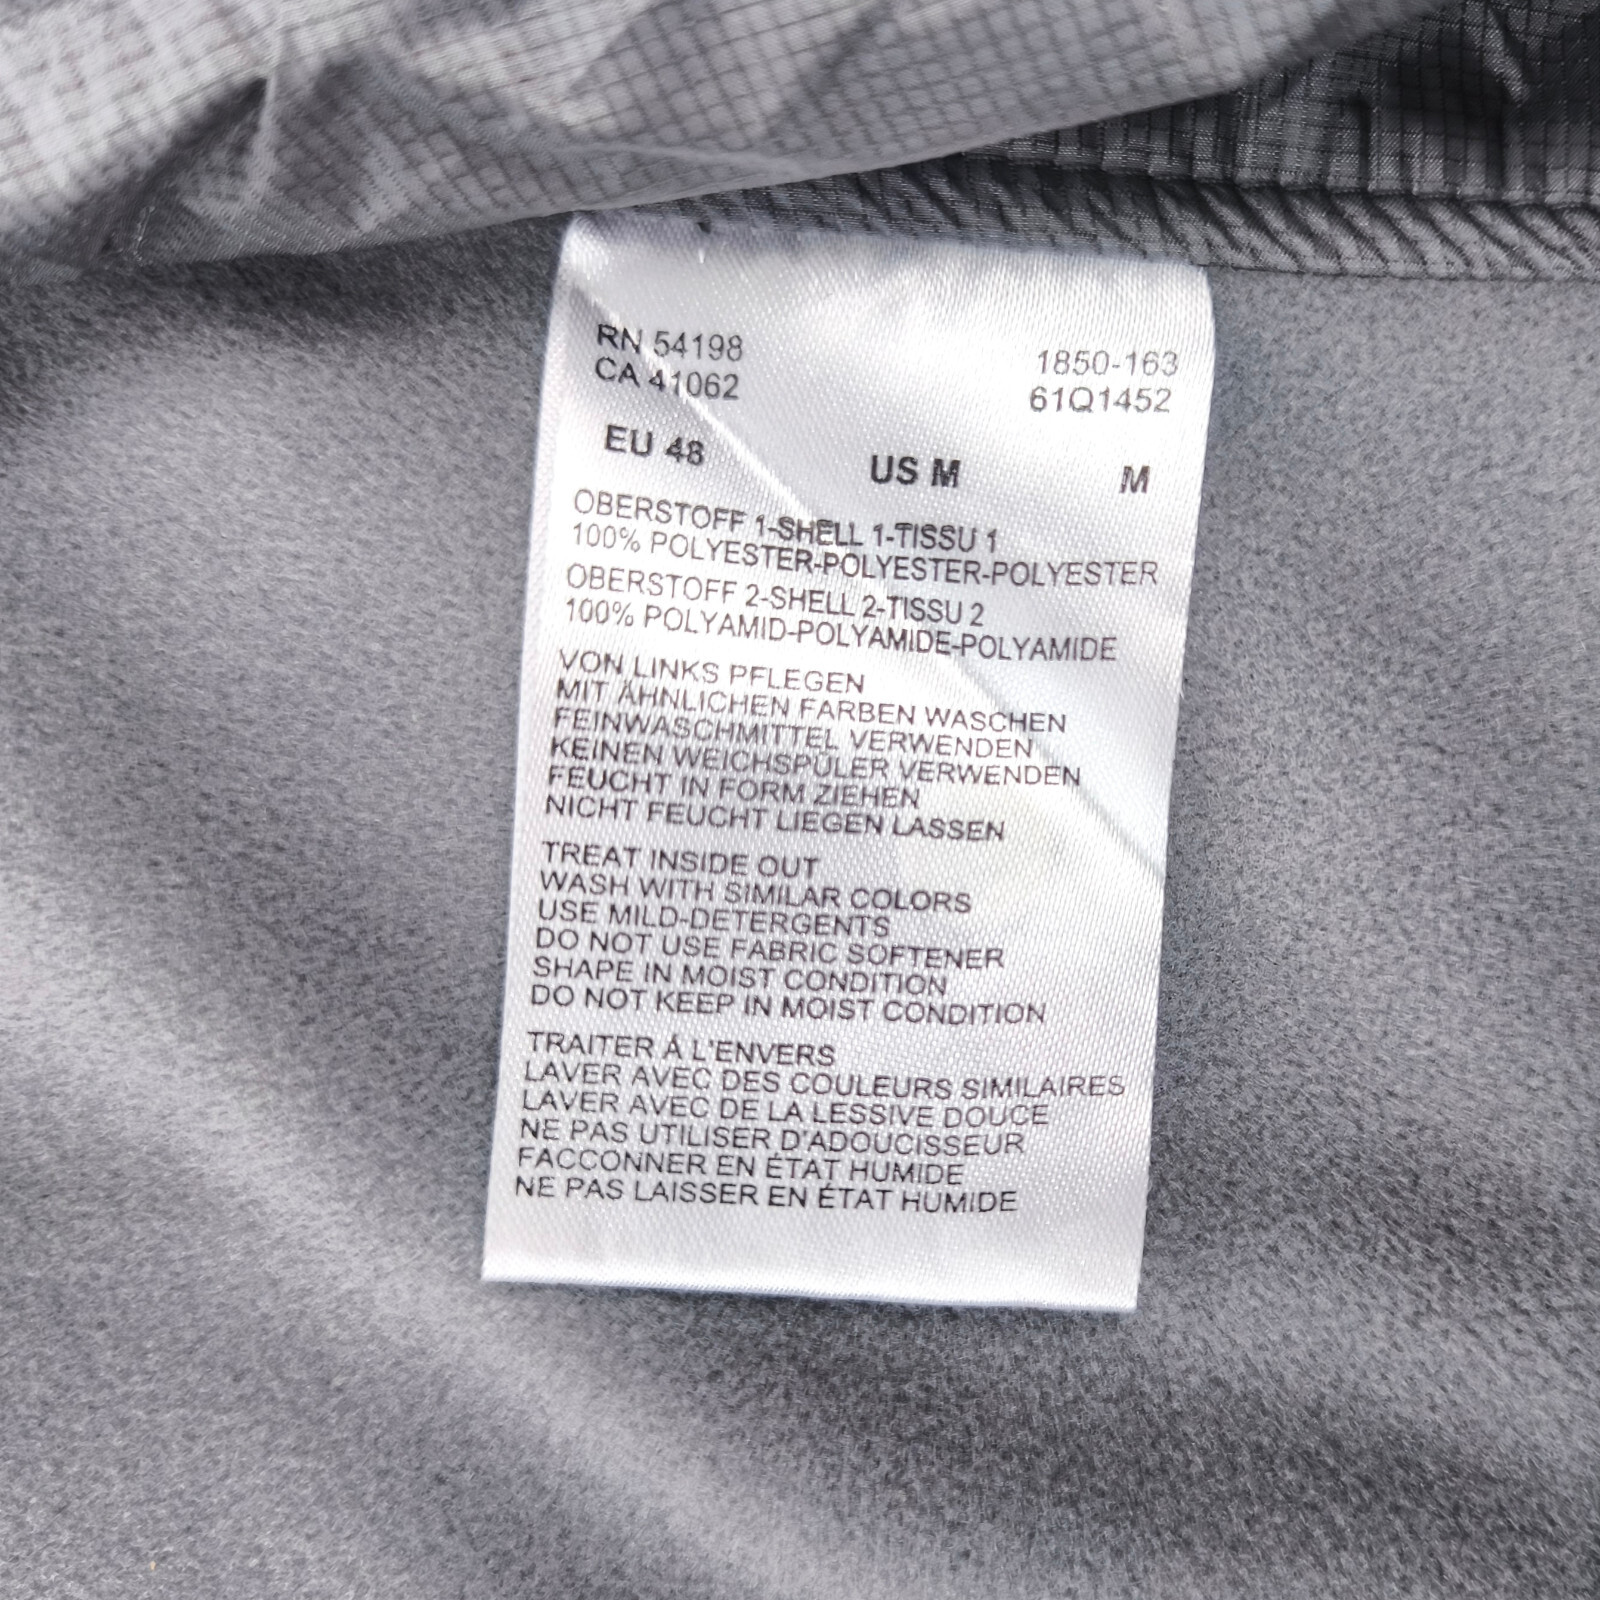 RN 54198
CA 41062
1850-163
61Q1452
EU 48 US M M
OBERSTOFF 1-SHELL 1-TISSU 1
100% POLYESTER-POLYESTER-POLYESTER
OBERSTOFF 2-SHELL 2-TISSU 2
100% POLYAMID-POLYAMIDE-POLYAMIDE
VON LINKS PFLEGEN
MIT ÄHNLICHEN FARBEN WASCHEN
FEINWASCHMITTEL VERWENDEN
KEINEN WEICHSPÜLER VERWENDEN
FEUCHT IN FORM ZIEHEN
NICHT FEUCHT LIEGEN LASSEN
TREAT INSIDE OUT
WASH WITH SIMILAR COLORS
USE MILD-DETERGENTS
DO NOT USE FABRIC SOFTENER
SHAPE IN MOIST CONDITION
DO NOT KEEP IN MOIST CONDITION
TRAITER Á L'ENVERS
LAVER AVEC DES COULEURS SIMILAIRES
LAVER AVEC DE LA LESSIVE DOUCE
NE PAS UTILISER D'ADOUCISSEUR
FACCONNER EN ÉTAT HUMIDE
NE PAS LAISSER EN ÉTAT HUMIDE